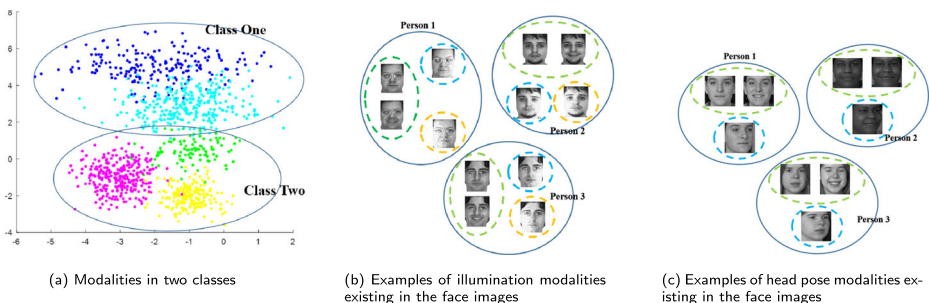 8
6
4
2
0
-2
-4
-6 -5 -4 -3 -2 -1 0 1 2
Class One
Class Two
(a) Modalities in two classes
Person 1
Person 2
Person 3
(b) Examples of illumination modalities
existing in the face images
Person 1
Person 2
Person 3
(c) Examples of head pose modalities ex-
isting in the face images